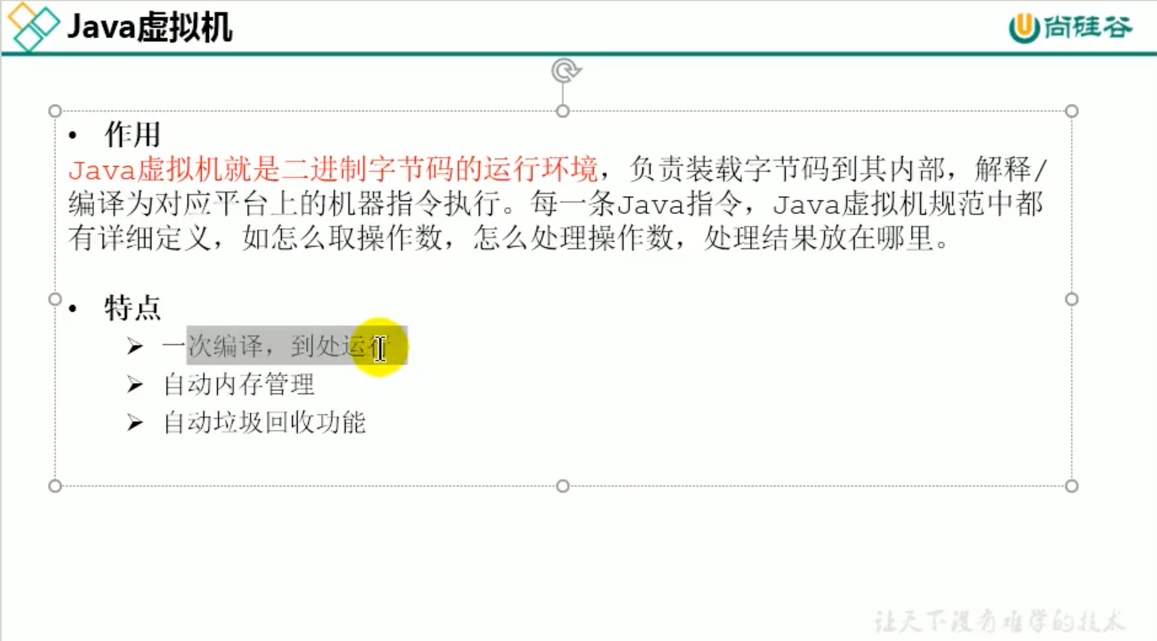 Java虚拟机
尚硅谷
• 作用
Java虚拟机就是二进制字节码的运行环境，负责装载字节码到其内部，解释/
编译为对应平台上的机器指令执行。每一条Java指令，Java虚拟机规范中都
有详细定义，如怎么取操作数，怎么处理操作数，处理结果放在哪里。
• 特点
➢ 一次编译，到处运行
➢ 自动内存管理
➢ 自动垃圾回收功能
让天下没有难学的技术